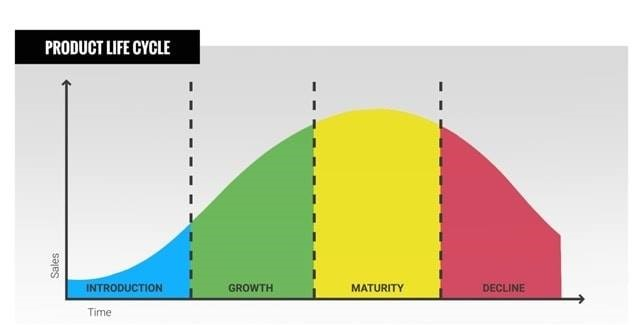 PRODUCT LIFE CYCLE
Sales
INTRODUCTION
GROWTH
MATURITY
DECLINE
Time